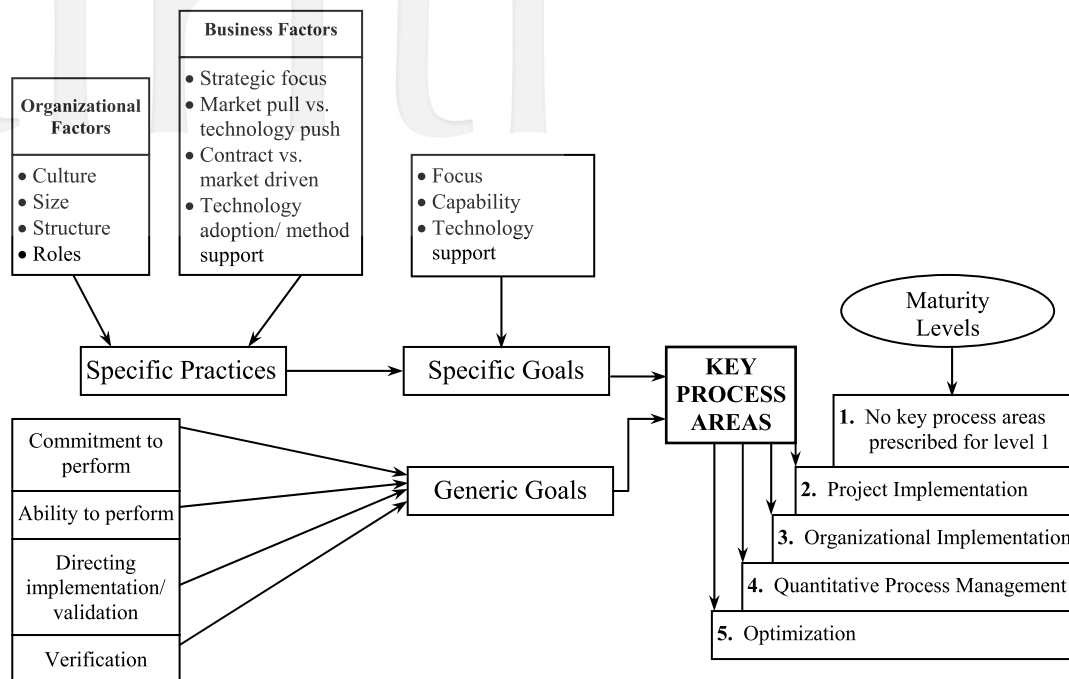 Business Factors
• Strategic focus
• Market pull vs.
technology push
• Contract vs.
market driven
• Technology
adoption/ method
support
Organizational
Factors
• Culture
• Size
• Structure
• Roles
• Focus
• Capability
• Technology
support
Maturity
Levels
Specific Practices
Specific Goals
KEY
PROCESS
AREAS
1. No key process areas
prescribed for level 1
Commitment to
perform
Ability to perform
Directing
implementation/
validation
Verification
Generic Goals
2. Project Implementation
3. Organizational Implementation
4. Quantitative Process Management
5. Optimization